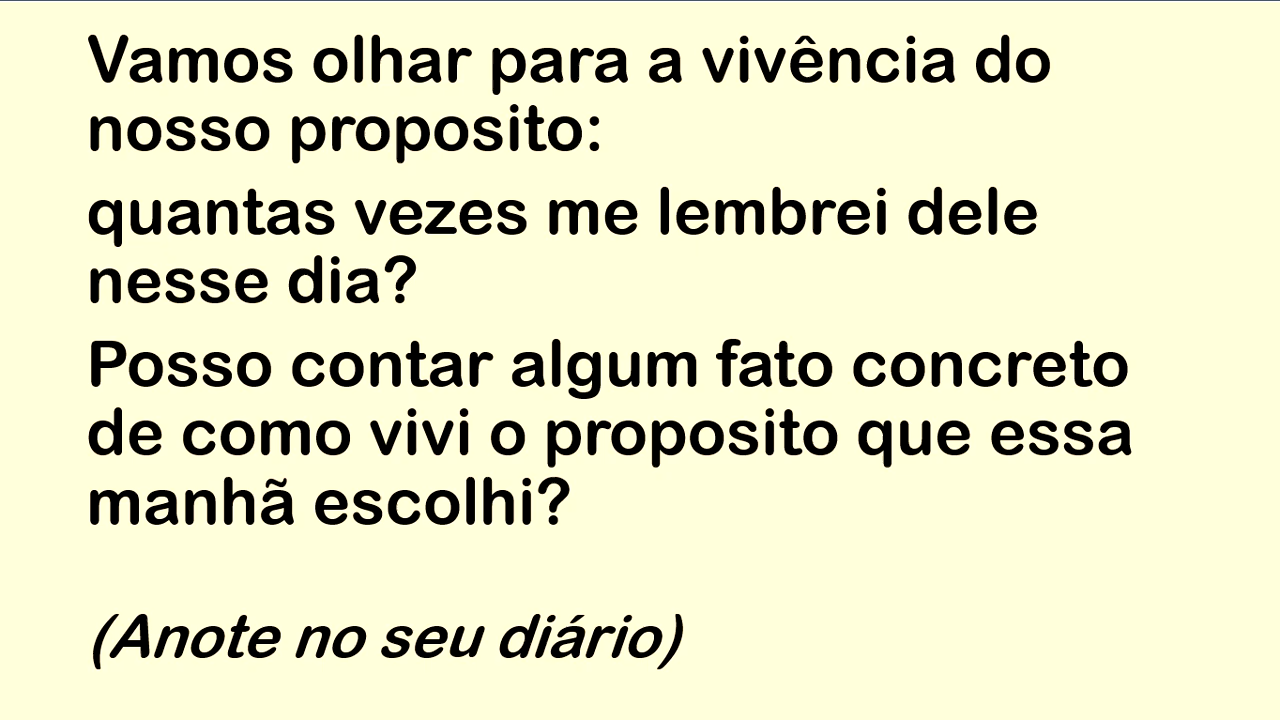 Vamos olhar para a vivência do
nosso proposito:
quantas vezes me lembrei dele
nesse dia?
Posso contar algum fato concreto
de como vivi o proposito que essa
manhã escolhi?
(Anote no seu diário)